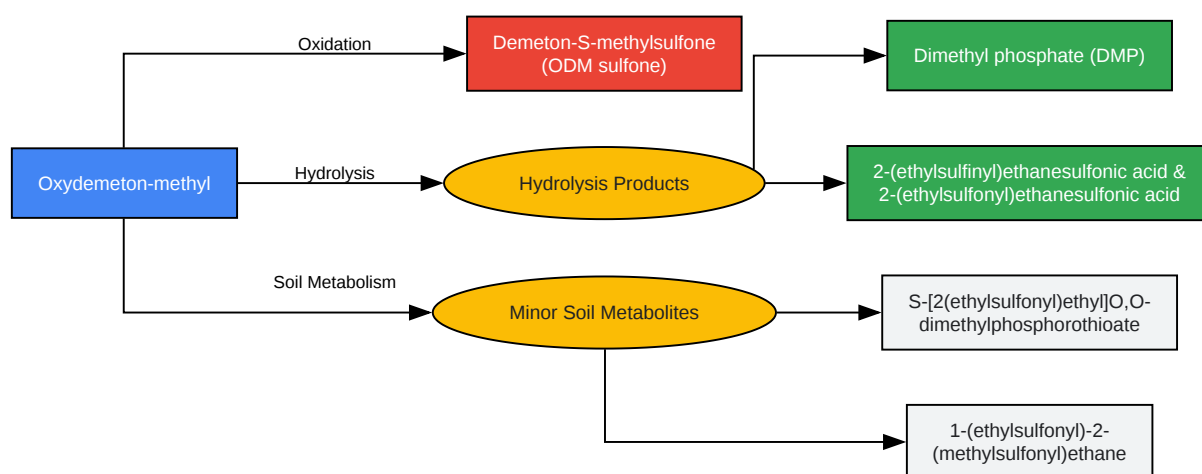 Oxidation
Demeton-S-methylsulfone
(ODM sulfone)
Dimethyl phosphate (DMP)
Oxydemeton-methyl
Hydrolysis
Hydrolysis Products
2-(ethylsulfinyl)ethanesulfonic acid &
2-(ethylsulfonyl)ethanesulfonic acid
Soil Metabolism
Minor Soil Metabolites
S-[2(ethylsulfonyl)ethyl]O,O-
dimethylphosphorothioate
1-(ethylsulfonyl)-2-
(methylsulfonyl)ethane